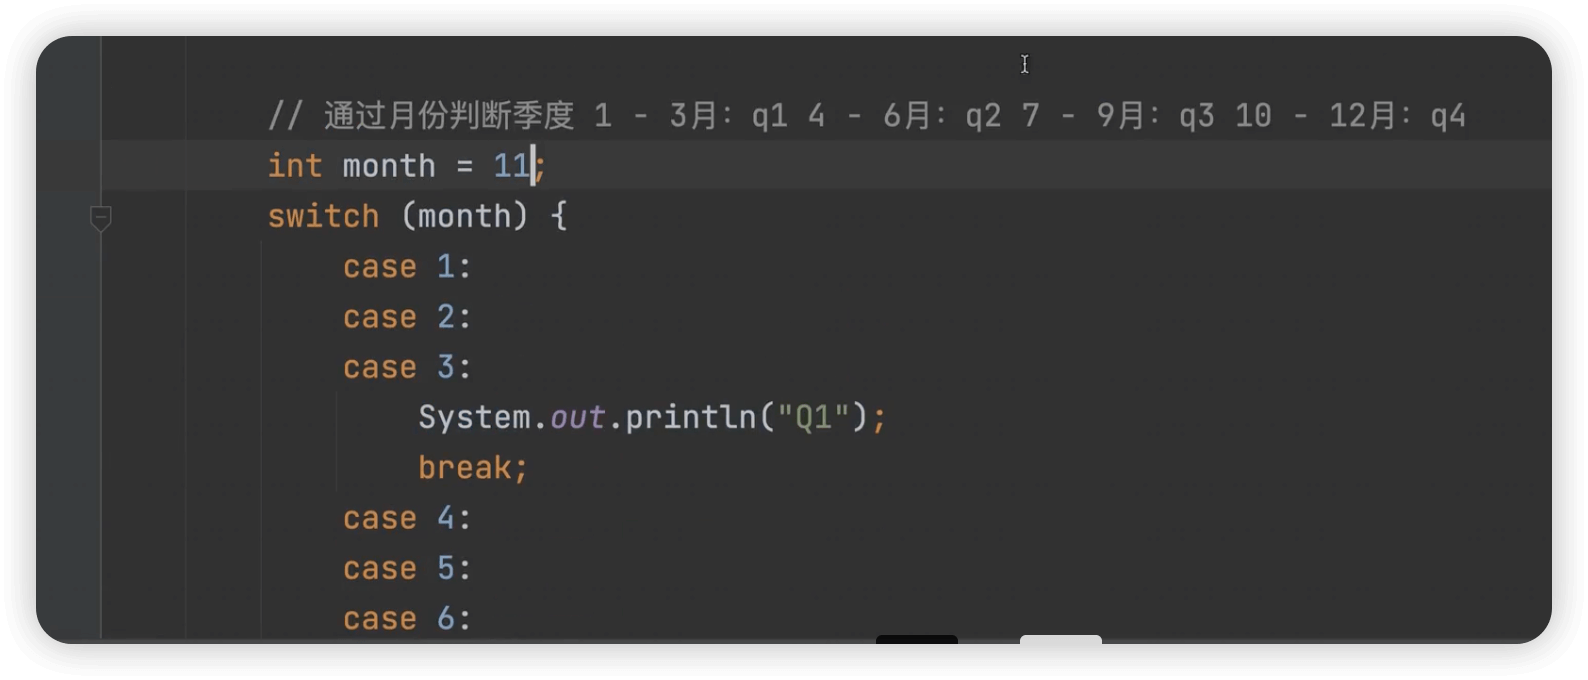 // 通过月份判断季度 1 - 3月: q1 4 - 6月: q2 7 - 9月: q3 10 - 12月: q4
int month = 11;
switch (month) {
case 1:
case 2:
case 3:
System.out.println("Q1");
break;
case 4:
case 5:
case 6: